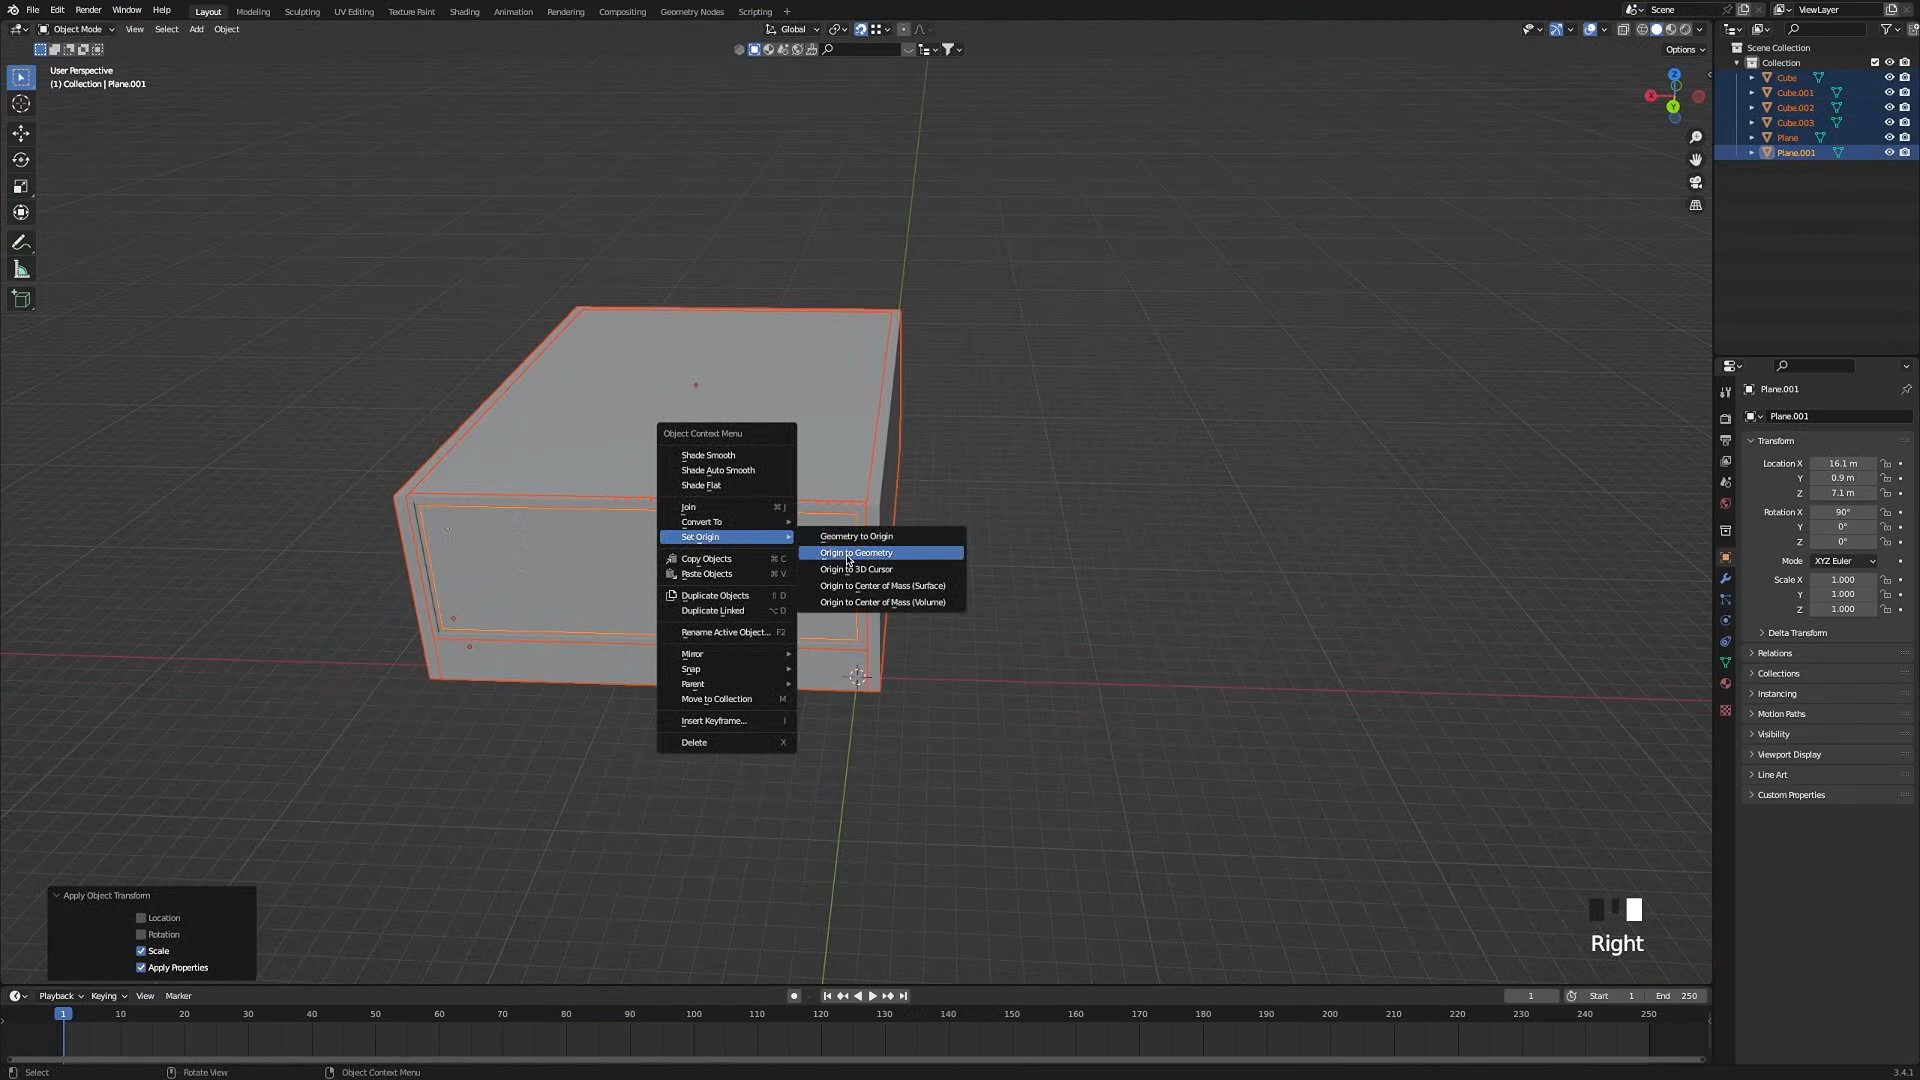 File Edit Render Window Help Layout Modeling Sculpting UV Editing Texture Paint Shading Animation Rendering Compositing Geometry Nodes Scripting + Scene ViewLayer
Object Mode View Select Add Object Global
Options
User Perspective
(1) Collection | Plane.001
Z
X
Y
Scene Collection
Collection
Cube
Cube.001
Cube.002
Cube.003
Plane
Plane.001
Plane.001
Plane.001
Transform
Location X 16.1 m
Y 0.9 m
Z 7.1 m
Rotation X 90°
Y 0°
Z 0°
Mode XYZ Euler
Scale X 1.000
Y 1.000
Z 1.000
Delta Transform
Relations
Collections
Instancing
Motion Paths
Visibility
Viewport Display
Line Art
Custom Properties
Object Context Menu
Shade Smooth
Shade Auto Smooth
Shade Flat
Join ⌘ J
Convert To
Set Origin
Copy Objects ⌘ C
Paste Objects ⌘ V
Duplicate Objects ⇧ D
Duplicate Linked ⌥ D
Rename Active Object... F2
Mirror
Snap
Parent
Move to Collection M
Insert Keyframe... I
Delete X
Geometry to Origin
Origin to Geometry
Origin to 3D Cursor
Origin to Center of Mass (Surface)
Origin to Center of Mass (Volume)
Apply Object Transform
Location
Rotation
Scale
Apply Properties
Right
Playback Keying View Marker 1 Start 1 End 250
1 10 20 30 40 50 60 70 80 90 100 110 120 130 140 150 160 170 180 190 200 210 220 230 240 250
Select Rotate View Object Context Menu 3.4.1